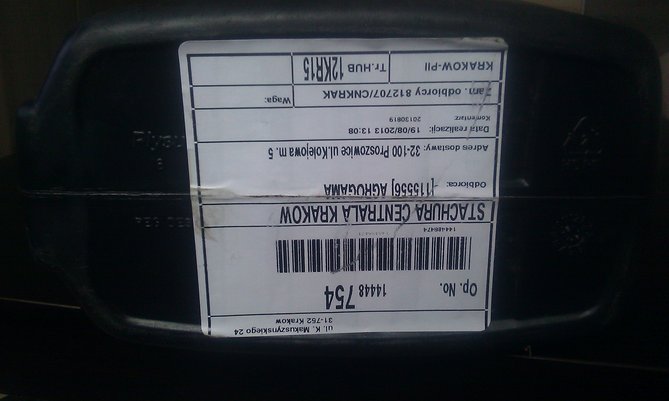 ul. K. Makuszynskiego 24
31-752 Krakow
Op. No. 14448 754
144486474
STACHURA CENTRALA KRAKOW
Odbiorca: [115556] AGROGAMA
Adres dostawy: 32-100 Proszowice ul.Kolejowa m. 5
Data realizacji: 19/08/2013 13:08
Komentarz: 20130819
Zam. odbiorcy 812707/CNKRAK Waga:
KRAKOW-PII Tr.HUB 12KR15